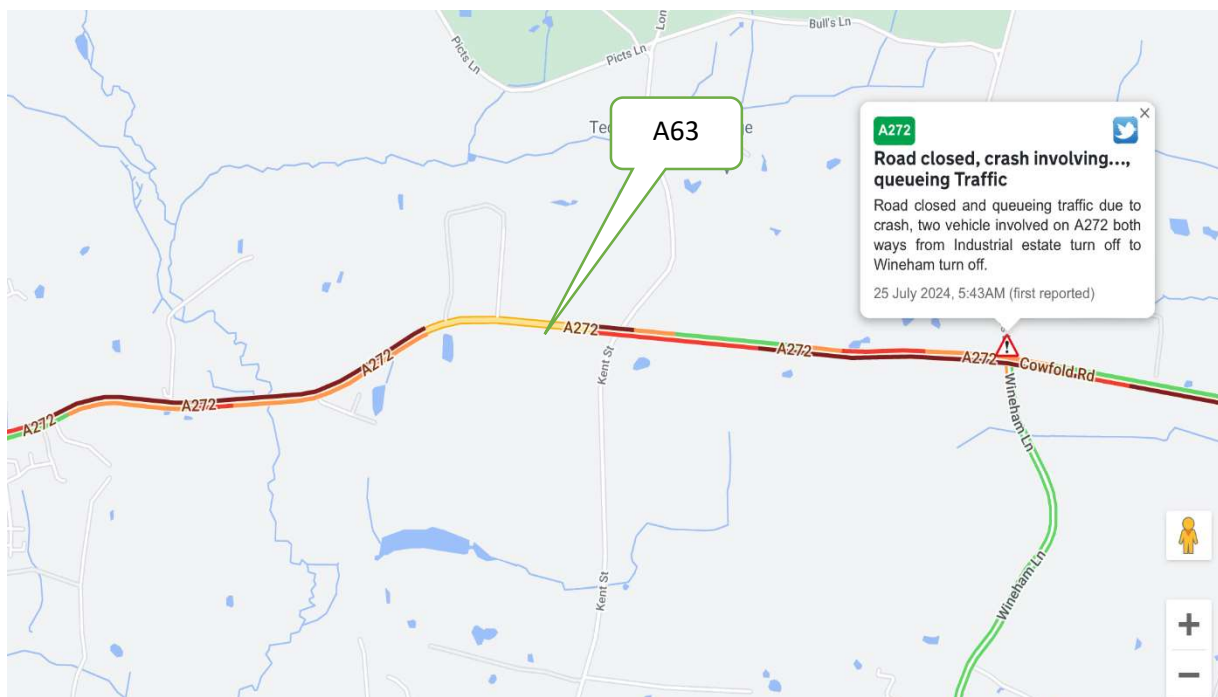 Bull's Ln
Lon
Picts Ln
Picts Ln
A63
A272
Road closed, crash involving...,
queueing Traffic
Road closed and queueing traffic due to
crash, two vehicle involved on A272 both
ways from Industrial estate turn off to
Wineham turn off.
25 July 2024, 5:43AM (first reported)
A272
A272
A272
A272
A272
A272
Cowfold Rd
Kent St
Wineham Ln
Wineham Ln
Kent St
+
−